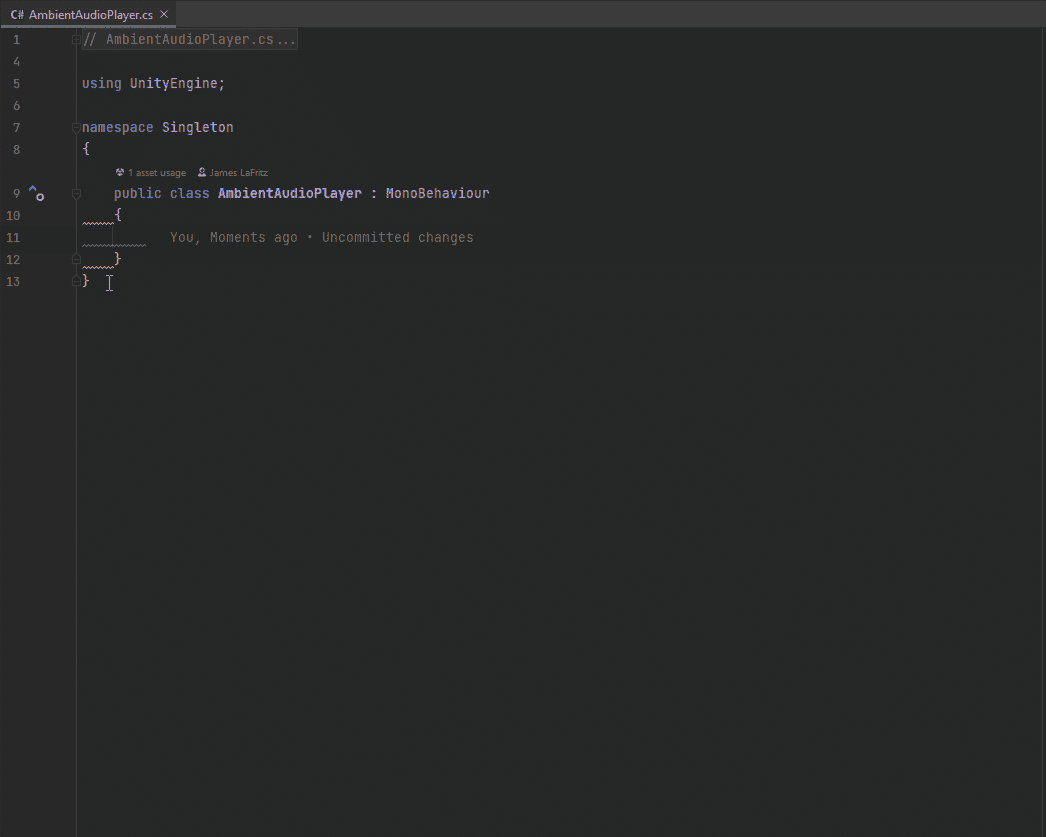 C# AmbientAudioPlayer.cs
1 // AmbientAudioPlayer.cs...
4
5 using UnityEngine;
6
7 namespace Singleton
8 {
1 asset usage James LaFritz
9 public class AmbientAudioPlayer : MonoBehaviour
10 {
11 You, Moments ago • Uncommitted changes
12 }
13 }